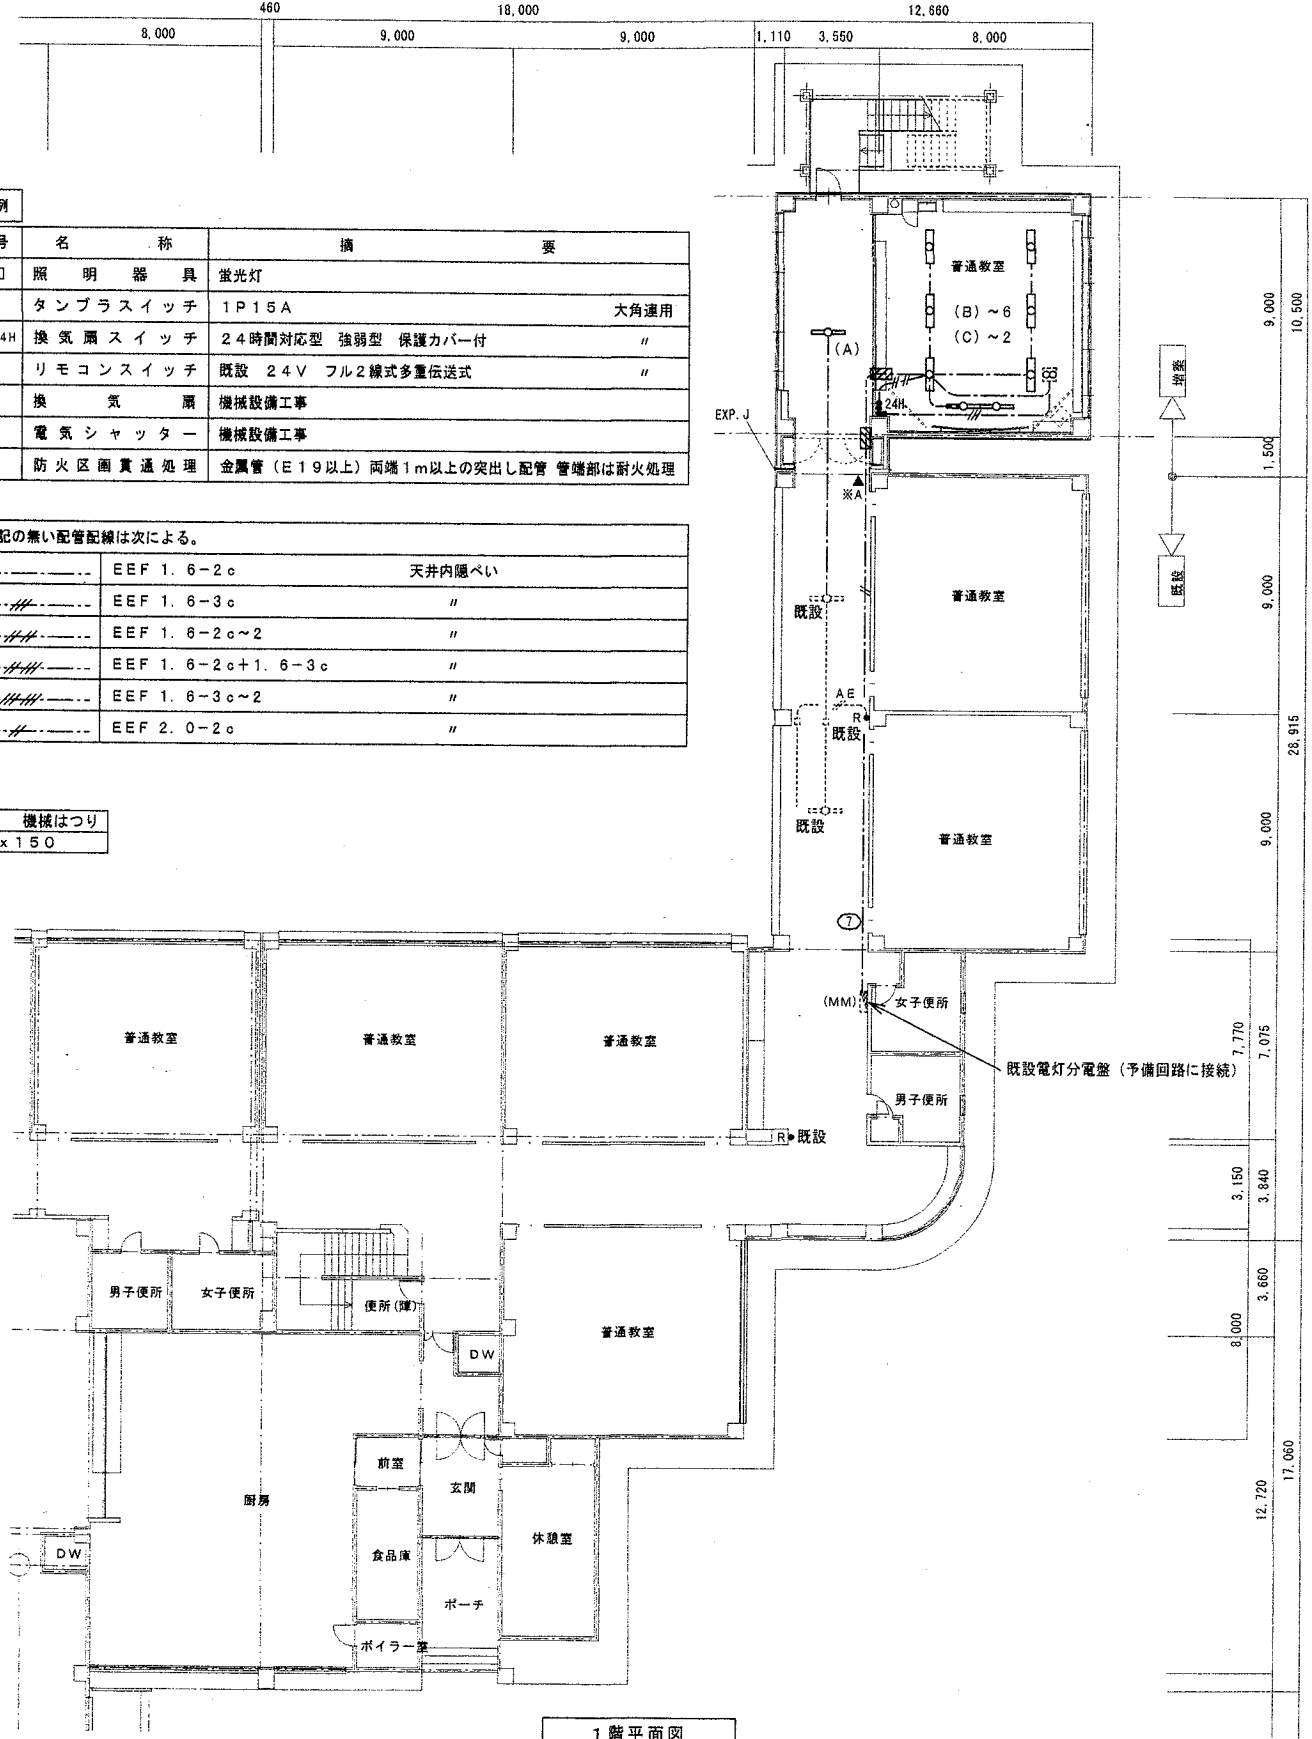 460
18,000
12,660
8,000
9,000
9,000
1,110
3,550
8,000
例
号 名称 摘要
照明器具 蛍光灯
タンブラスイッチ 1P15A 大角連用
4H 換気扇スイッチ 24時間対応型 強弱型 保護カバー付 〃
リモコンスイッチ 既設 24V フル2線式多重伝送式 〃
換気扇 機械設備工事
電気シャッター 機械設備工事
防火区画貫通処理 金属管(E19以上)両端1m以上の突出し配管 管端部は耐火処理
記の無い配管配線は次による。
EEF 1.6-2c 天井内隠ぺい
EEF 1.6-3c 〃
EEF 1.6-2c~2 〃
EEF 1.6-2c+1.6-3c 〃
EEF 1.6-3c~2 〃
EEF 2.0-2c 〃
機械はつり
x150
普通教室
(B)~6
(C)~2
(A)
24H
EXP.J
※A
普通教室
既設
AE
R
既設
既設
普通教室
7
(MM)
女子便所
既設電灯分電盤(予備回路に接続)
男子便所
普通教室
普通教室
普通教室
R
既設
男子便所
女子便所
便所(障)
普通教室
DW
前室
玄関
厨房
休憩室
食品庫
DW
ポーチ
ボイラー室
1階平面図
増築
既設
9,000
10,500
1,500
9,000
28,915
9,000
7,770
7,075
3,150
3,840
3,660
8,000
12,720
17,060